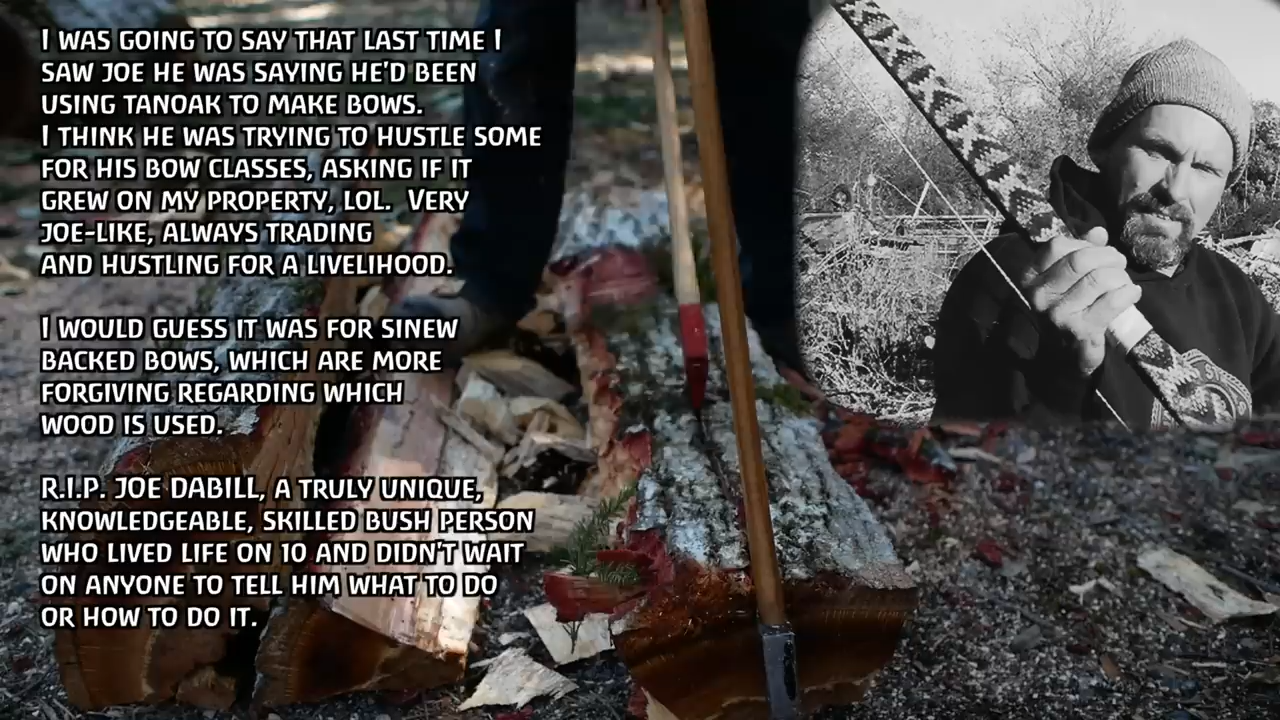 I WAS GOING TO SAY THAT LAST TIME I
SAW JOE HE WAS SAYING HE'D BEEN
USING TANOAK TO MAKE BOWS.
I THINK HE WAS TRYING TO HUSTLE SOME
FOR HIS BOW CLASSES, ASKING IF IT
GREW ON MY PROPERTY, LOL.  VERY
JOE-LIKE, ALWAYS TRADING
AND HUSTLING FOR A LIVELIHOOD.
I WOULD GUESS IT WAS FOR SINEW
BACKED BOWS, WHICH ARE MORE
FORGIVING REGARDING WHICH
WOOD IS USED.
R.I.P. JOE DABILL, A TRULY UNIQUE,
KNOWLEDGEABLE, SKILLED BUSH PERSON
WHO LIVED LIFE ON 10 AND DIDN'T WAIT
ON ANYONE TO TELL HIM WHAT TO DO
OR HOW TO DO IT.